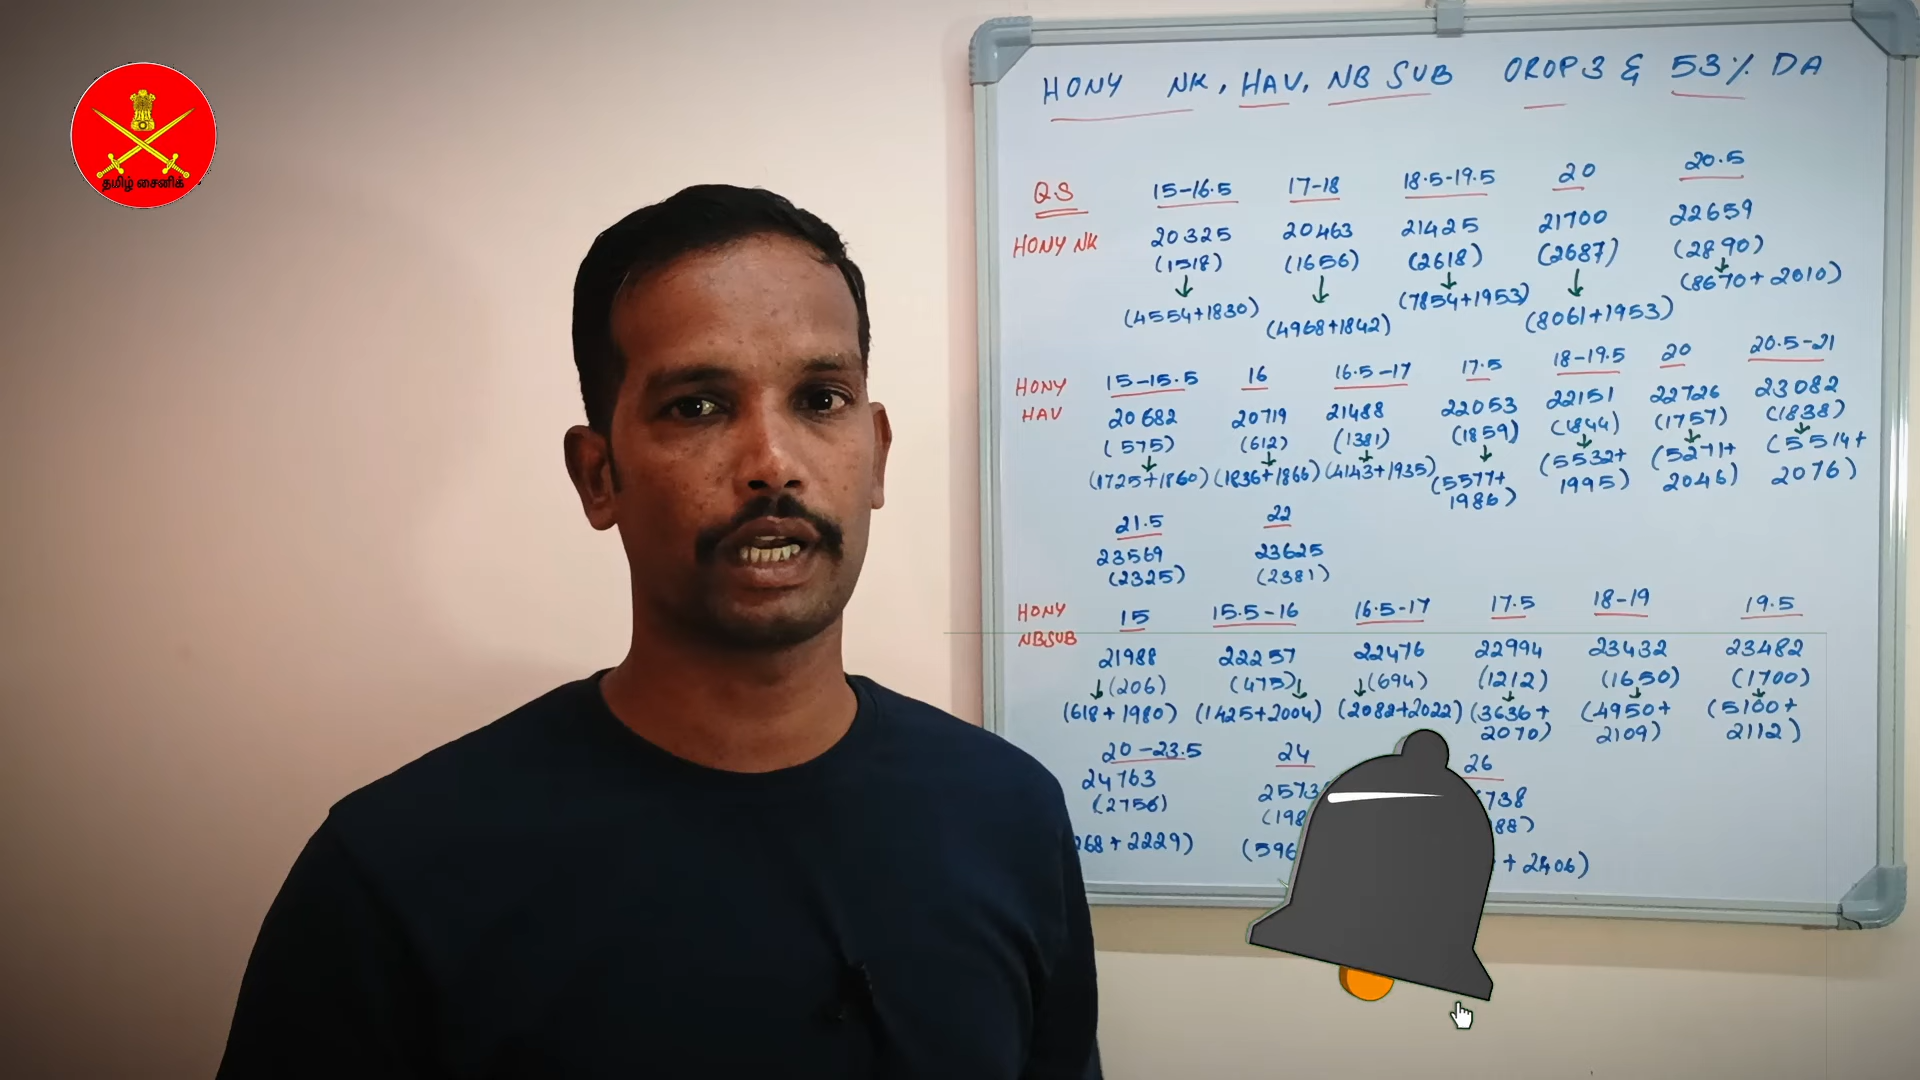 தமிழ் சைனிக்
HONY NK, HAV, NB SUB OROP3 & 53% DA
QS 15-16.5 17-18 18.5-19.5 20 20.5
HONY NK 20325 20463 21425 21700 22659
(1518) (1656) (2618) (2687) (2890)
(4554+1830) (4968+1842) (7854+1953) (8061+1953) (8670+2010)
HONY HAV 15-15.5 16 16.5-17 17.5 18-19.5 20 20.5-21
20682 20719 21488 22053 22151 22726 23082
(575) (612) (1381) (1859) (1844) (1757) (1838)
(1725+1860) (1836+1866) (4143+1935) (5577+1986) (5532+1995) (5271+2046) (5514+2076)
21.5 22
23569 23625
(2325) (2381)
HONY NBSUB 15 15.5-16 16.5-17 17.5 18-19 19.5
21988 22257 22476 22994 23432 23482
(206) (475) (694) (1212) (1650) (1700)
(618+1980) (1425+2004) (2082+2022) (3636+2070) (4950+2109) (5100+2112)
20-23.5 24 26
24763 2573 738
(2756) (198 88)
268+2229) (596 +2406)